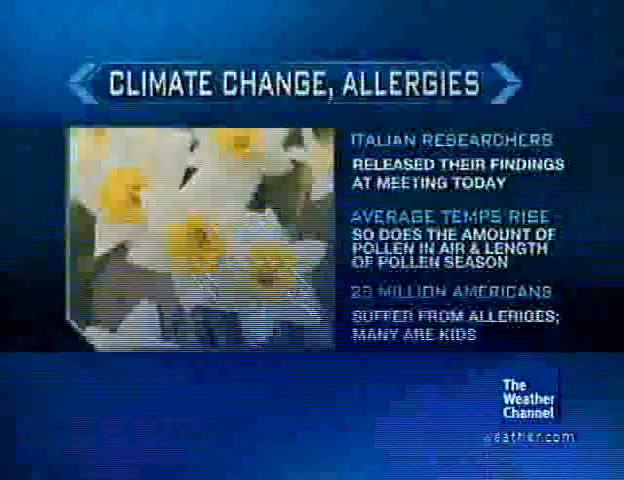 CLIMATE CHANGE, ALLERGIES
ITALIAN RESEARCHERS
RELEASED THEIR FINDINGS
AT MEETING TODAY
AVERAGE TEMPS RISE
SO DOES THE AMOUNT OF
POLLEN IN AIR & LENGTH
OF POLLEN SEASON
MILLION AMERICANS
SUFFER FROM ALLERIGES;
MANY ARE KIDS
The
Weather
Channel
weather.com